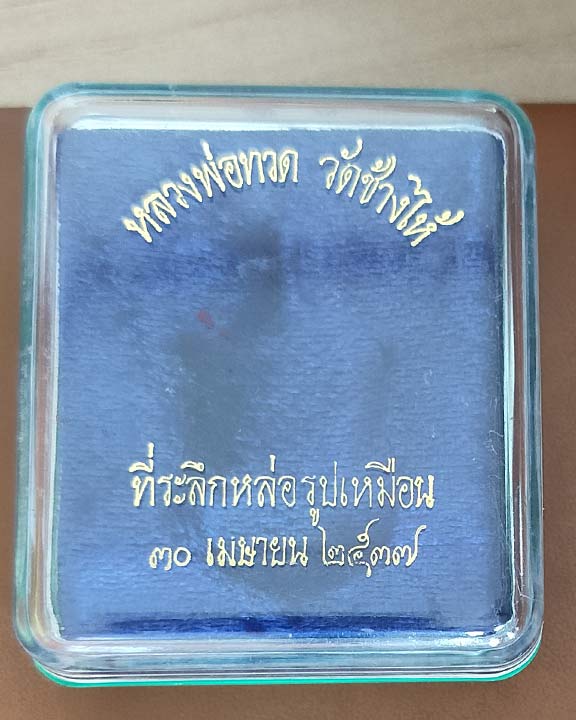 หลวงพ่อทวด วัดช้างให้
ที่ระลึกหล่อรูปเหมือน
๓๐ เมษายน ๒๕๓๗